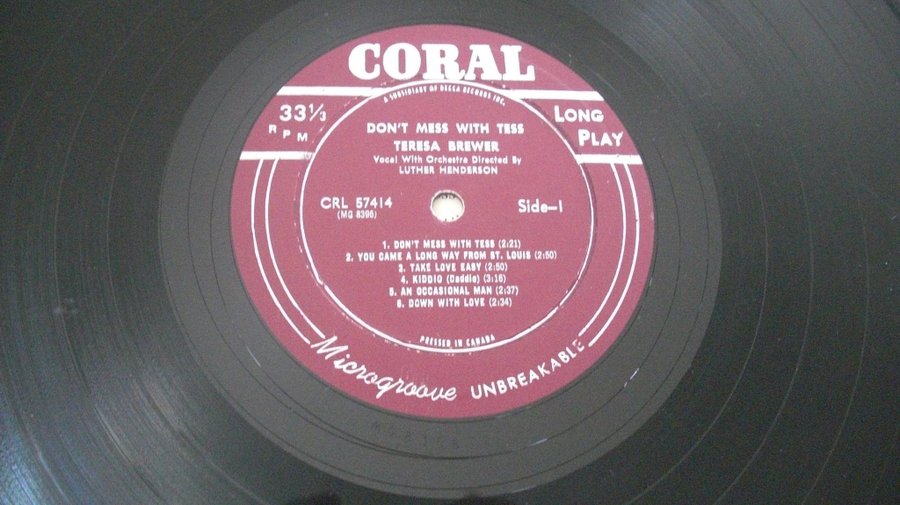 CORAL
A SUBSIDIARY OF DECCA RECORDS INC.
33 1/3
RPM
LONG
PLAY
DON'T MESS WITH TESS
TERESA BREWER
Vocal With Orchestra Directed By
LUTHER HENDERSON
CRL 57414
(MG 8396)
Side-1
1. DON'T MESS WITH TESS (2:21)
2. YOU CAME A LONG WAY FROM ST. LOUIS (2:50)
3. TAKE LOVE EASY (2:50)
4. KIDDIO (Caddie) (3:16)
5. AN OCCASIONAL MAN (2:37)
6. DOWN WITH LOVE (2:34)
PRESSED IN CANADA
Microgroove UNBREAKABLE